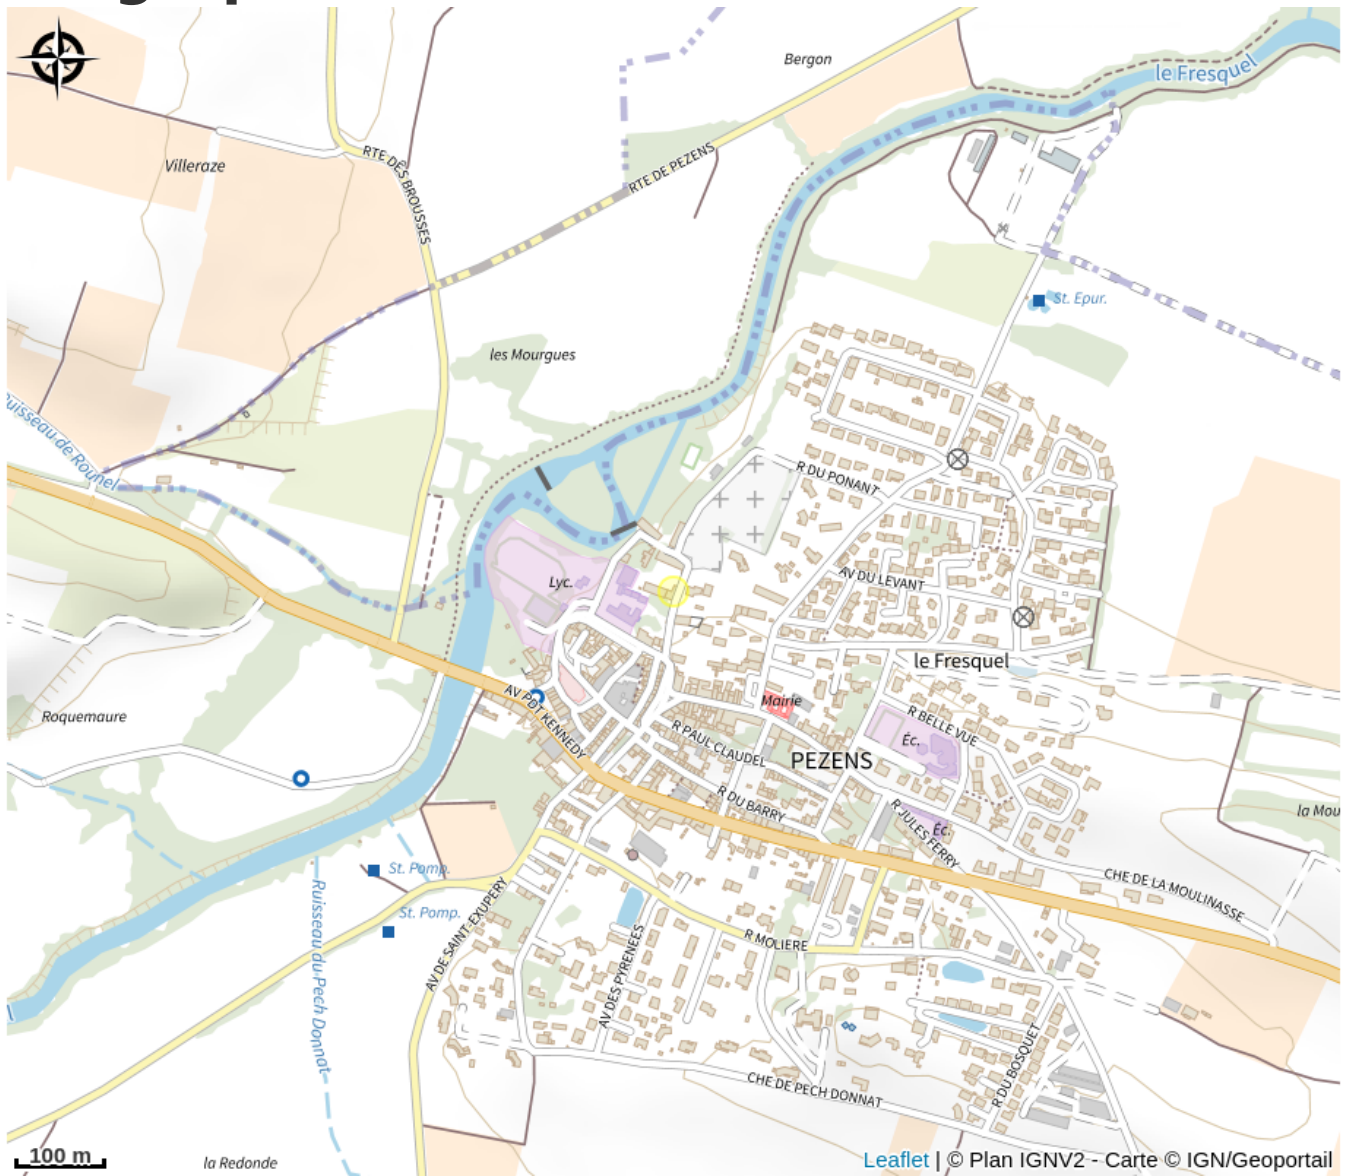 Bergon
le Fresquel
Villeraze
RTE DES BROUSSES
RTE DE PEZENS
St. Epur.
les Mourgues
uisseau de Rounel
R DU PONANT
Lyc.
AV DU LEVANT
le Fresquel
AV PDT KENNEDY
Mairie
Roquemaure
R BELLE VUE
R PAUL CLAUDEL
Éc.
PEZENS
R DU BARRY
R JULES FERRY
Éc.
la Mou
St. Pomp.
CHE DE LA MOULINASSE
St. Pomp.
AV DE SAINT-EXUPERY
Ruisseau du Pech Donnat
R MOLIERE
AV DES PYRENEES
R DU BOSQUET
CHE DE PECH DONNAT
100 m
la Redonde
Leaflet | © Plan IGNV2 - Carte © IGN/Geoportail